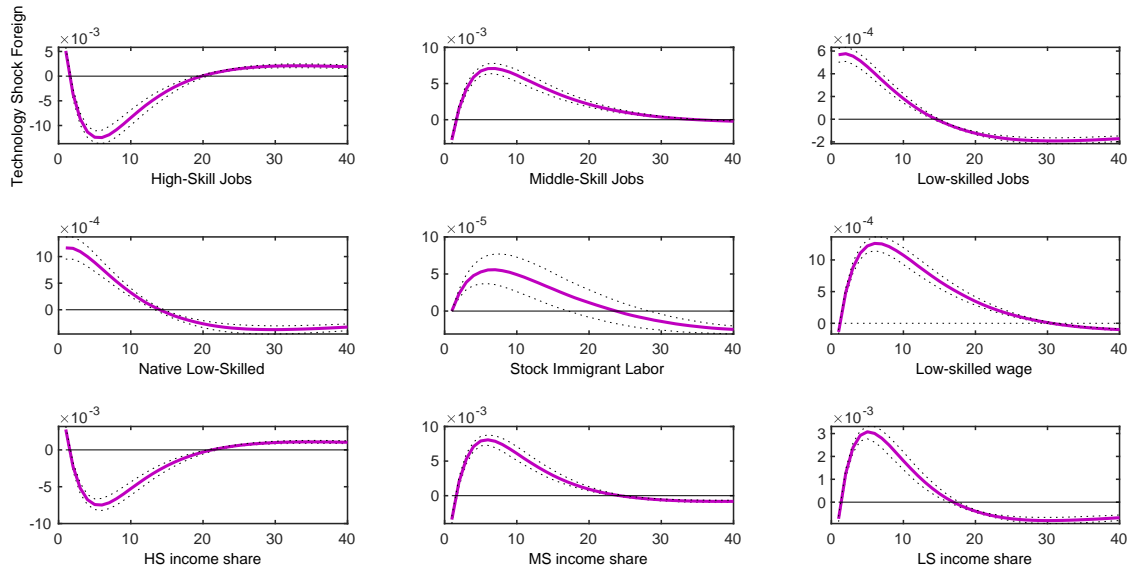 Technology Shock Foreign
×10^-3
5
0
-5
-10
0 10 20 30 40
High-Skill Jobs
×10^-3
10
5
0
0 10 20 30 40
Middle-Skill Jobs
×10^-4
6
4
2
0
-2
0 10 20 30 40
Low-skilled Jobs
×10^-4
10
5
0
0 10 20 30 40
Native Low-Skilled
×10^-5
10
5
0
0 10 20 30 40
Stock Immigrant Labor
×10^-4
10
5
0
0 10 20 30 40
Low-skilled wage
×10^-3
0
-5
-10
0 10 20 30 40
HS income share
×10^-3
10
5
0
0 10 20 30 40
MS income share
×10^-3
3
2
1
0
0 10 20 30 40
LS income share